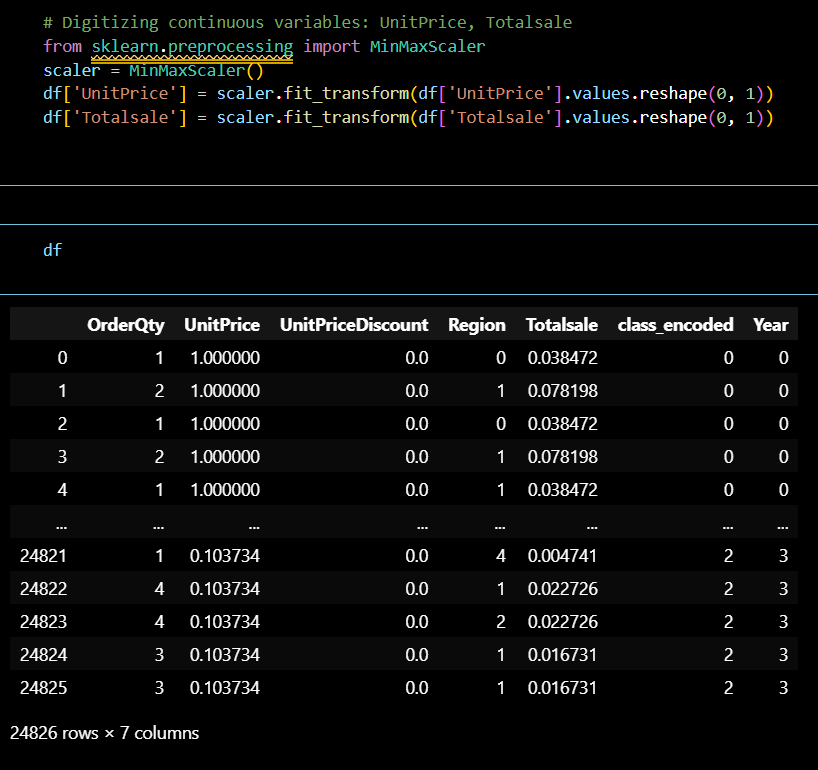 # Digitizing continuous variables: UnitPrice, Totalsale
from sklearn.preprocessing import MinMaxScaler
scaler = MinMaxScaler()
df['UnitPrice'] = scaler.fit_transform(df['UnitPrice'].values.reshape(0, 1))
df['Totalsale'] = scaler.fit_transform(df['Totalsale'].values.reshape(0, 1))
df
OrderQty UnitPrice UnitPriceDiscount Region Totalsale class_encoded Year
0 1 1.000000 0.0 0 0.038472 0 0
1 2 1.000000 0.0 1 0.078198 0 0
2 1 1.000000 0.0 0 0.038472 0 0
3 2 1.000000 0.0 1 0.078198 0 0
4 1 1.000000 0.0 1 0.038472 0 0
... ... ... ... ... ... ... ...
24821 1 0.103734 0.0 4 0.004741 2 3
24822 4 0.103734 0.0 1 0.022726 2 3
24823 4 0.103734 0.0 2 0.022726 2 3
24824 3 0.103734 0.0 1 0.016731 2 3
24825 3 0.103734 0.0 1 0.016731 2 3
24826 rows × 7 columns